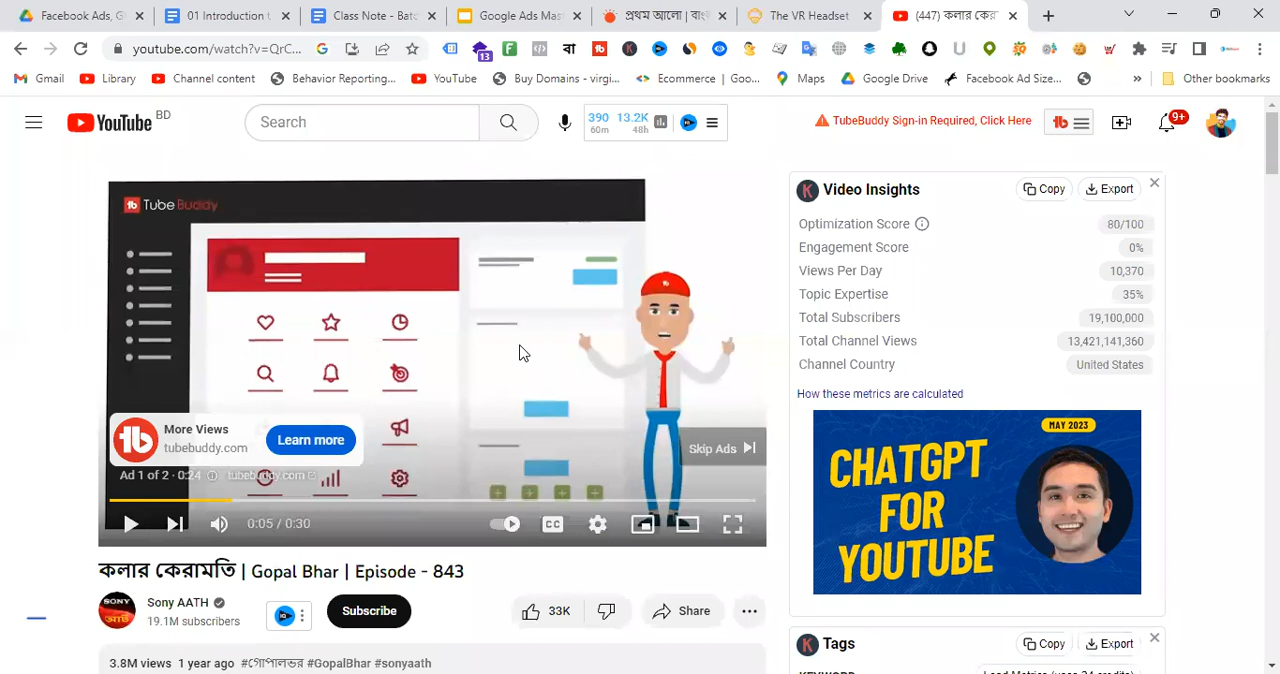 Facebook Ads, G
01 Introduction t
Class Note - Batc
Google Ads Mas
প্রথম আলো | বাং
The VR Headset
(447) কলার কের
youtube.com/watch?v=QrC...
বা
13
Gmail
Library
Channel content
Behavior Reporting...
YouTube
Buy Domains - virgi...
Ecommerce | Goo...
Maps
Google Drive
Facebook Ad Size...
»
Other bookmarks
YouTube BD
Search
390 13.2K
60m 48h
TubeBuddy Sign-in Required, Click Here
9+
TubeBuddy
More Views
tubebuddy.com
Learn more
Skip Ads
Ad 1 of 2 · 0:24 tubebuddy.com
0:05 / 0:30
CC
Video Insights
Copy
Export
Optimization Score 80/100
Engagement Score 0%
Views Per Day 10,370
Topic Expertise 35%
Total Subscribers 19,100,000
Total Channel Views 13,421,141,360
Channel Country United States
How these metrics are calculated
MAY 2023
CHATGPT
FOR
YOUTUBE
কলার কেরামতি | Gopal Bhar | Episode - 843
SONY
আট
Sony AATH
19.1M subscribers
Subscribe
33K
Share
3.8M views 1 year ago #গোপালভর #GopalBhar #sonyaath
Tags
Copy
Export